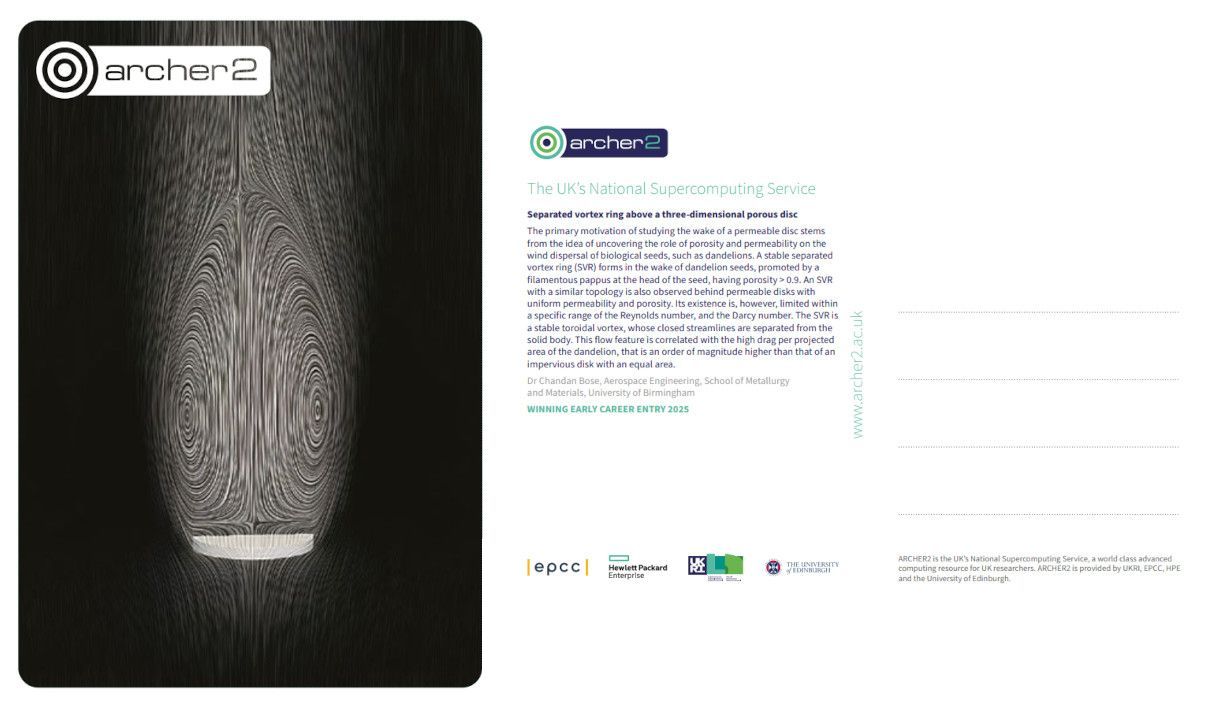 archer2
archer2
The UK's National Supercomputing Service
Separated vortex ring above a three-dimensional porous disc
The primary motivation of studying the wake of a permeable disc stems
from the idea of uncovering the role of porosity and permeability on the
wind dispersal of biological seeds, such as dandelions. A stable separated
vortex ring (SVR) forms in the wake of dandelion seeds, promoted by a
filamentous pappus at the head of the seed, having porosity > 0.9. An SVR
with a similar topology is also observed behind permeable disks with
uniform permeability and porosity. Its existence is, however, limited within
a specific range of the Reynolds number, and the Darcy number. The SVR is
a stable toroidal vortex, whose closed streamlines are separated from the
solid body. This flow feature is correlated with the high drag per projected
area of the dandelion, that is an order of magnitude higher than that of an
impervious disk with an equal area.
Dr Chandan Bose, Aerospace Engineering, School of Metallurgy
and Materials, University of Birmingham
WINNING EARLY CAREER ENTRY 2025
www.archer2.ac.uk
epcc
Hewlett Packard
Enterprise
UKRI
THE UNIVERSITY
of EDINBURGH
ARCHER2 is the UK's National Supercomputing Service, a world class advanced
computing resource for UK researchers. ARCHER2 is provided by UKRI, EPCC, HPE
and the University of Edinburgh.